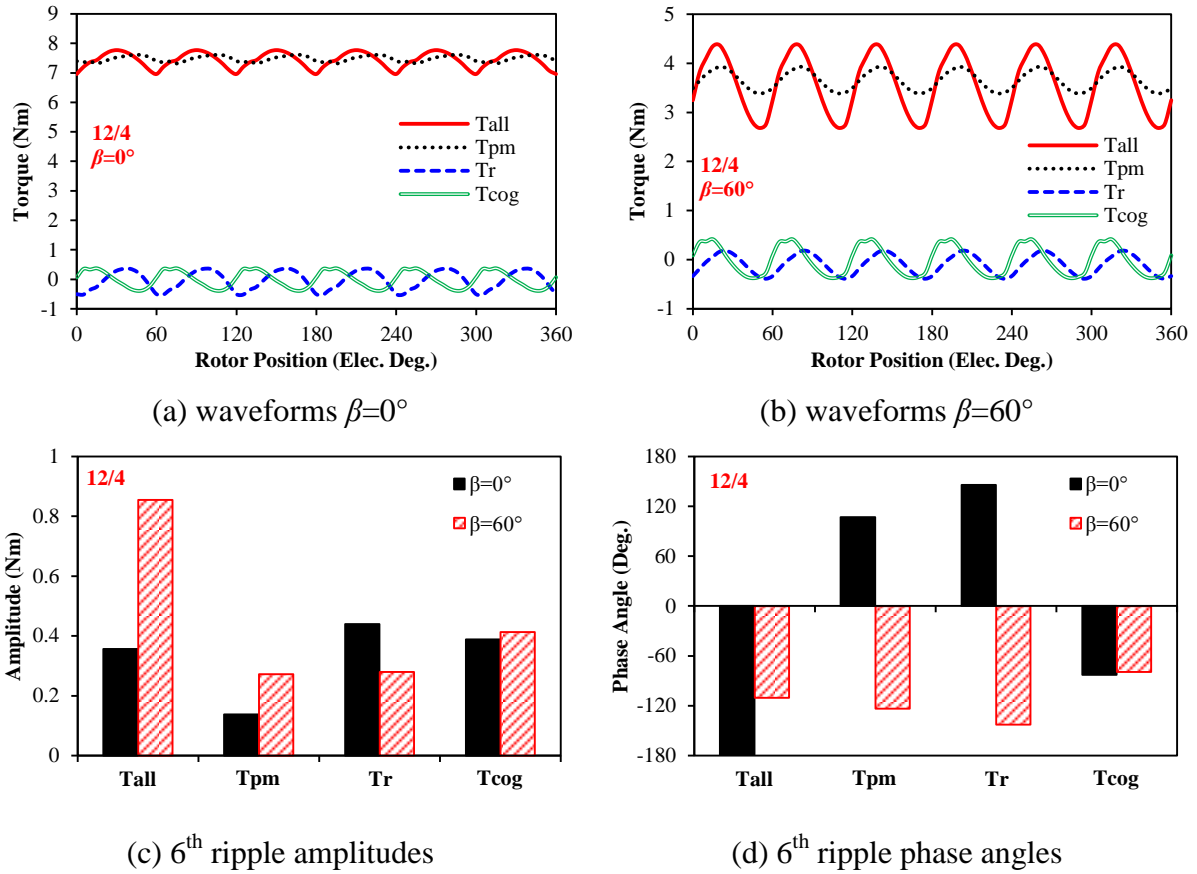 9
8
7
6
5
4
3
2
1
0
-1
Torque (Nm)
12/4
β=0°
Tall
Tpm
Tr
Tcog
0 60 120 180 240 300 360
Rotor Position (Elec. Deg.)
(a) waveforms β=0°
5
4
3
2
1
0
-1
Torque (Nm)
12/4
β=60°
Tall
Tpm
Tr
Tcog
0 60 120 180 240 300 360
Rotor Position (Elec. Deg.)
(b) waveforms β=60°
1
0.8
0.6
0.4
0.2
0
Amplitude (Nm)
12/4
β=0°
β=60°
Tall Tpm Tr Tcog
(c) 6th ripple amplitudes
180
120
60
0
-60
-120
-180
Phase Angle (Deg.)
12/4
β=0°
β=60°
Tall Tpm Tr Tcog
(d) 6th ripple phase angles